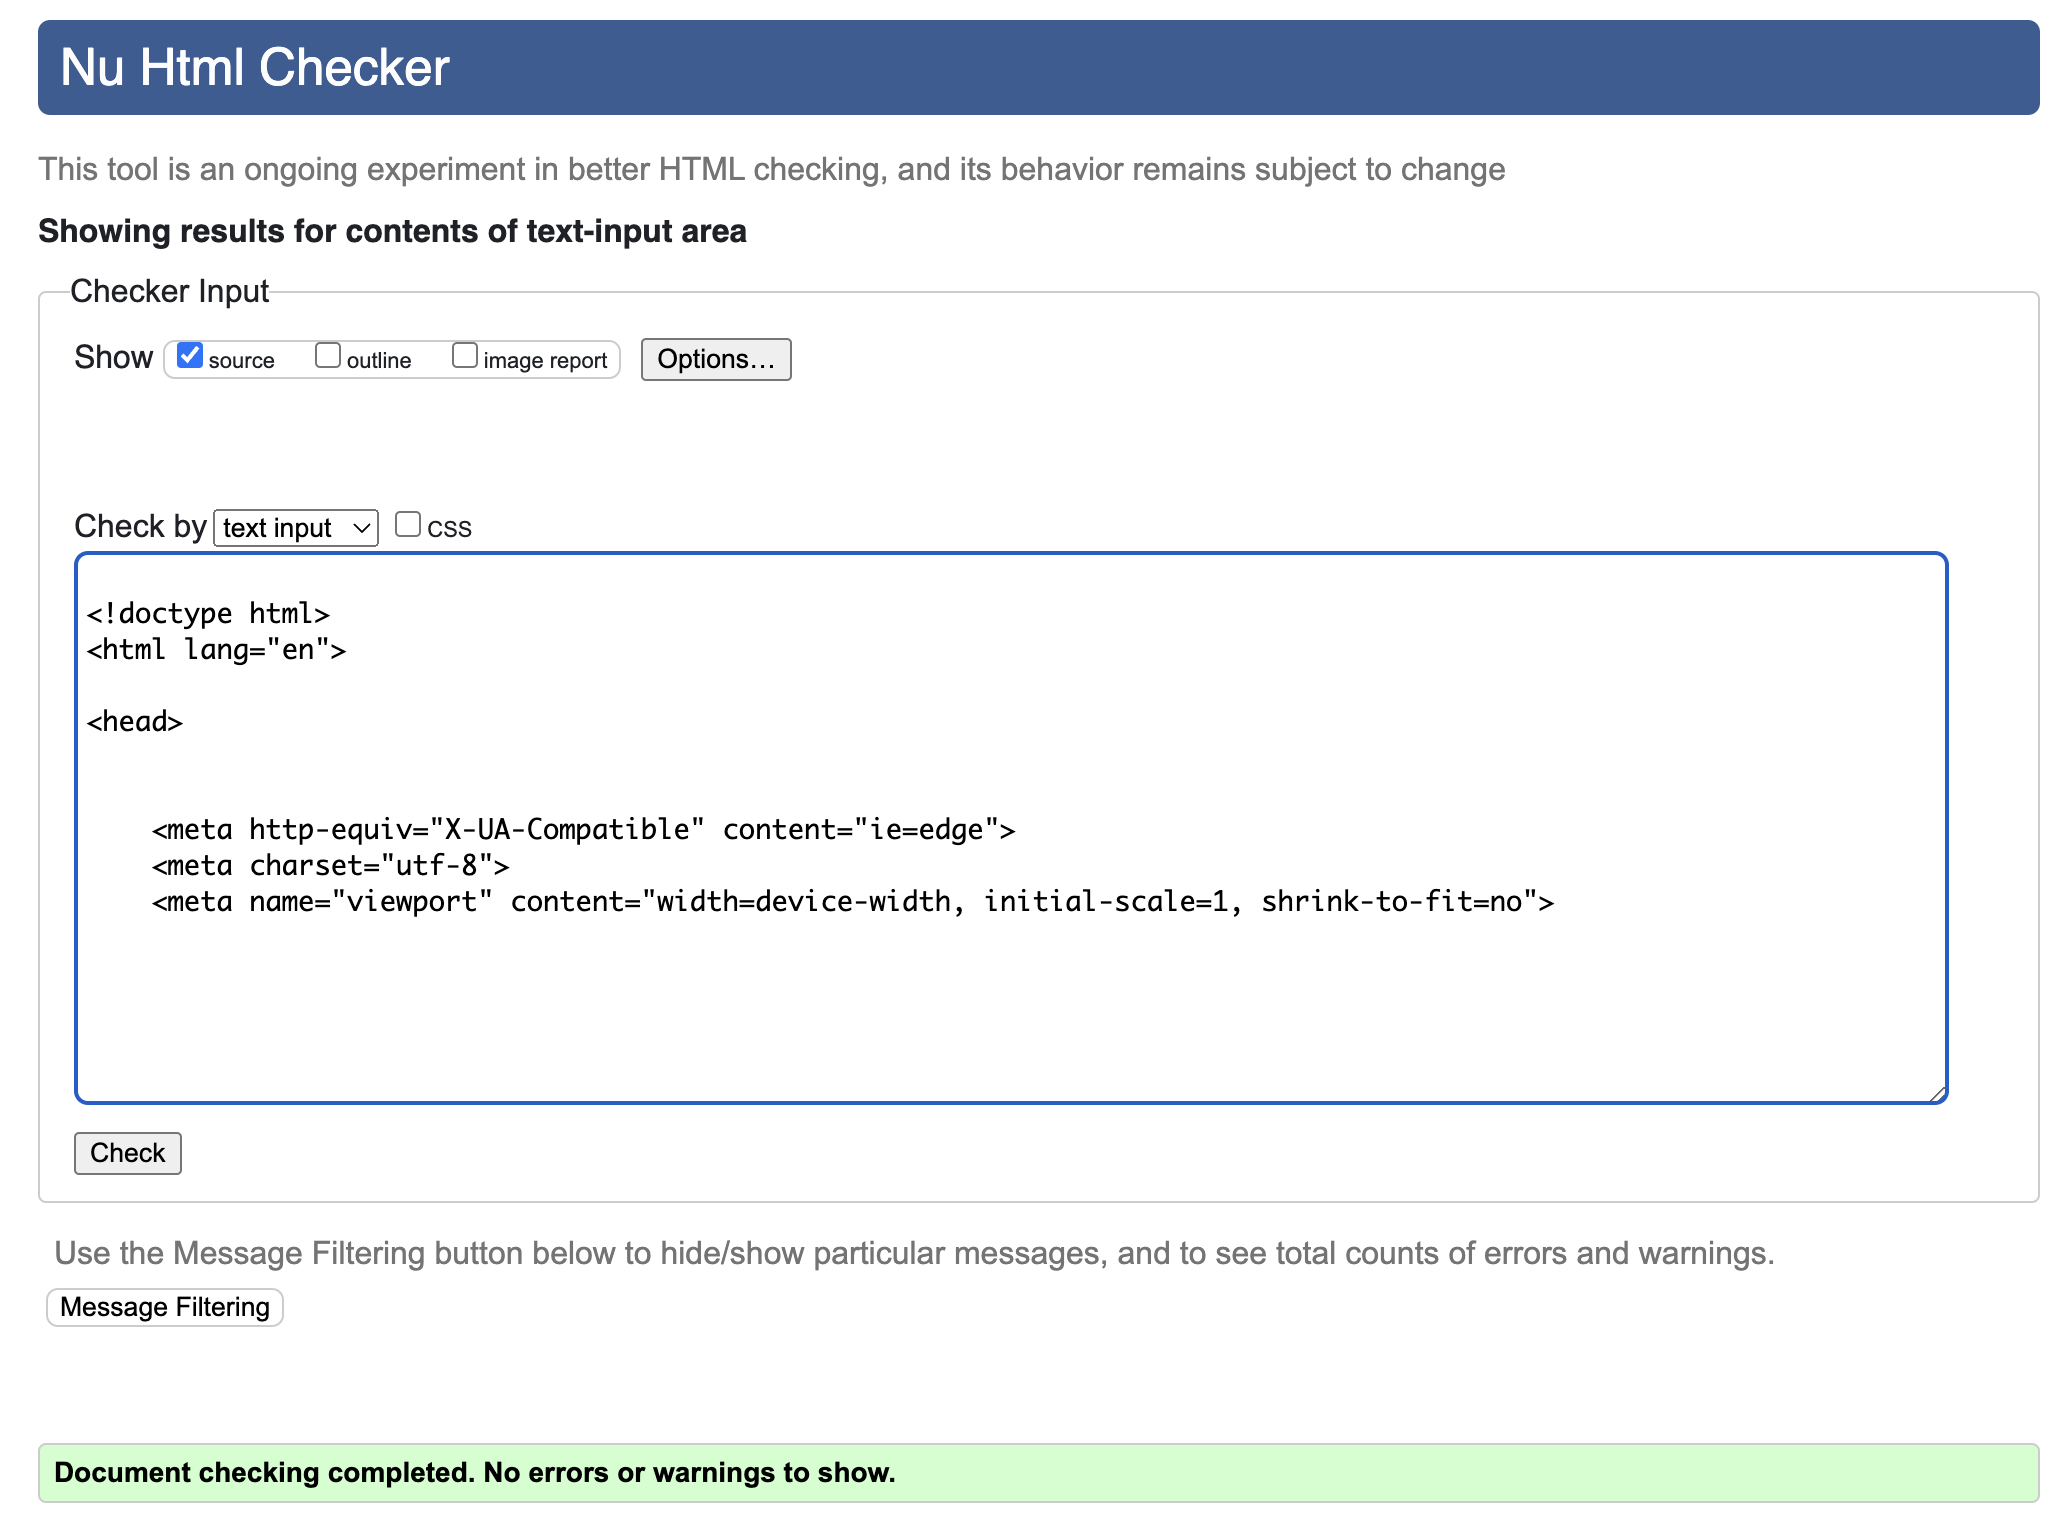 Nu Html Checker
This tool is an ongoing experiment in better HTML checking, and its behavior remains subject to change
Showing results for contents of text-input area
Checker Input
Show source outline image report Options...
Check by text input css
<!doctype html>
<html lang="en">
<head>
<meta http-equiv="X-UA-Compatible" content="ie=edge">
<meta charset="utf-8">
<meta name="viewport" content="width=device-width, initial-scale=1, shrink-to-fit=no">
Check
Use the Message Filtering button below to hide/show particular messages, and to see total counts of errors and warnings.
Message Filtering
Document checking completed. No errors or warnings to show.